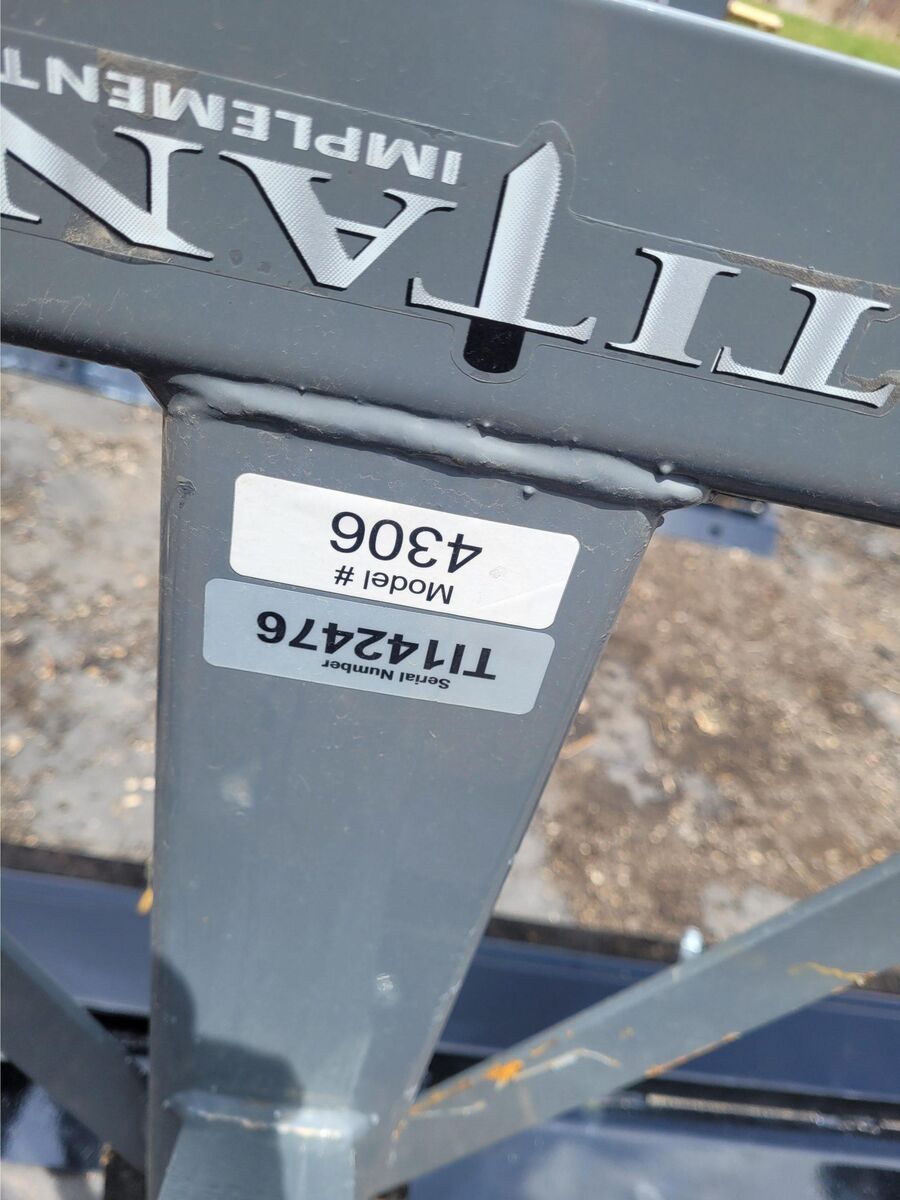 TITAN
IMPLEMENT
Serial Number
TI142476
Model #
4306